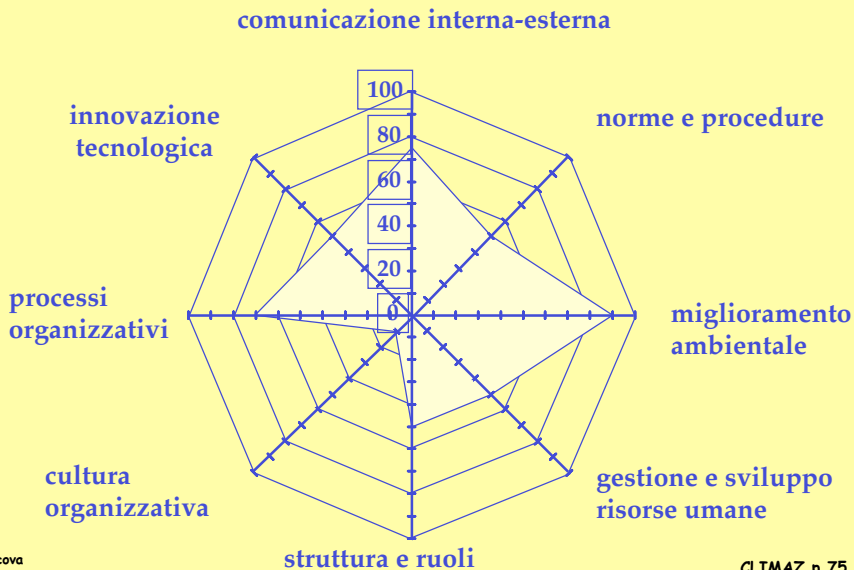 comunicazione interna-esterna
innovazione
tecnologica
norme e procedure
100
80
60
40
20
0
processi
organizzativi
miglioramento
ambientale
cultura
organizzativa
gestione e sviluppo
risorse umane
struttura e ruoli
cova
CLIMAZ n.75